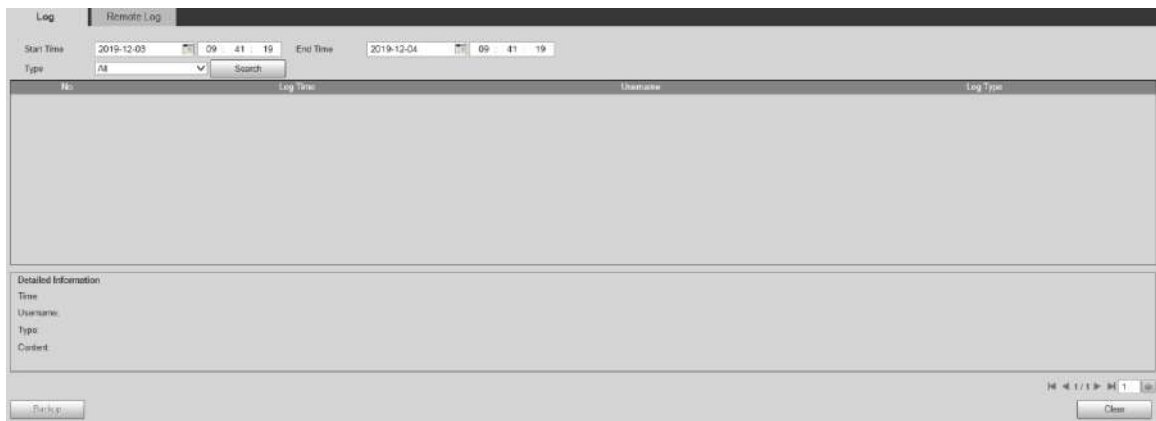 Log Remote Log
Start Time 2019-12-03 09 : 41 : 19 End Time 2019-12-04 09 : 41 : 19
Type All Search
No. Log Time Username Log Type
Detailed Information
Time
Username:
Type:
Content:
1 / 1 1
Backup Clear